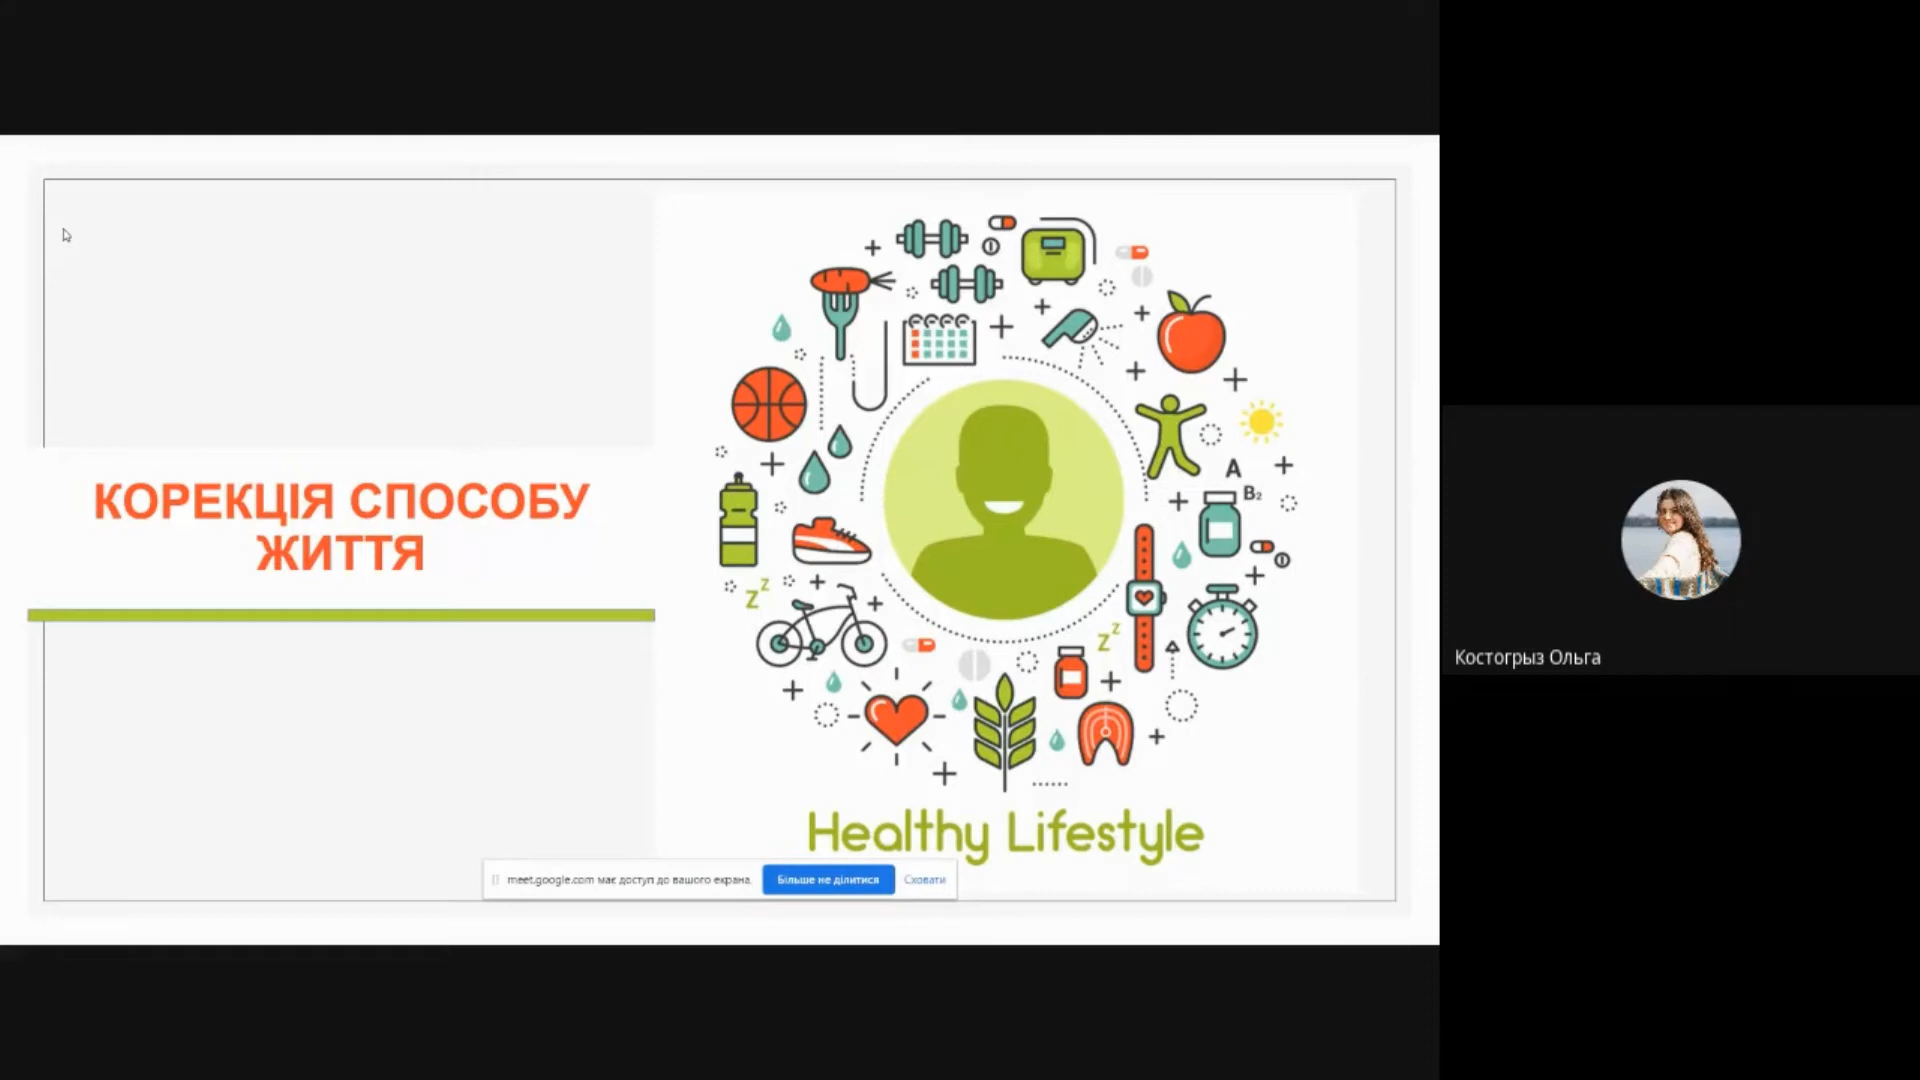 КОРЕКЦІЯ СПОСОБУ
ЖИТТЯ
A
B2
z z
z z
Healthy Lifestyle
meet.google.com має доступ до вашого екрана.
Більше не ділитися
Сховати
Костогрыз Ольга